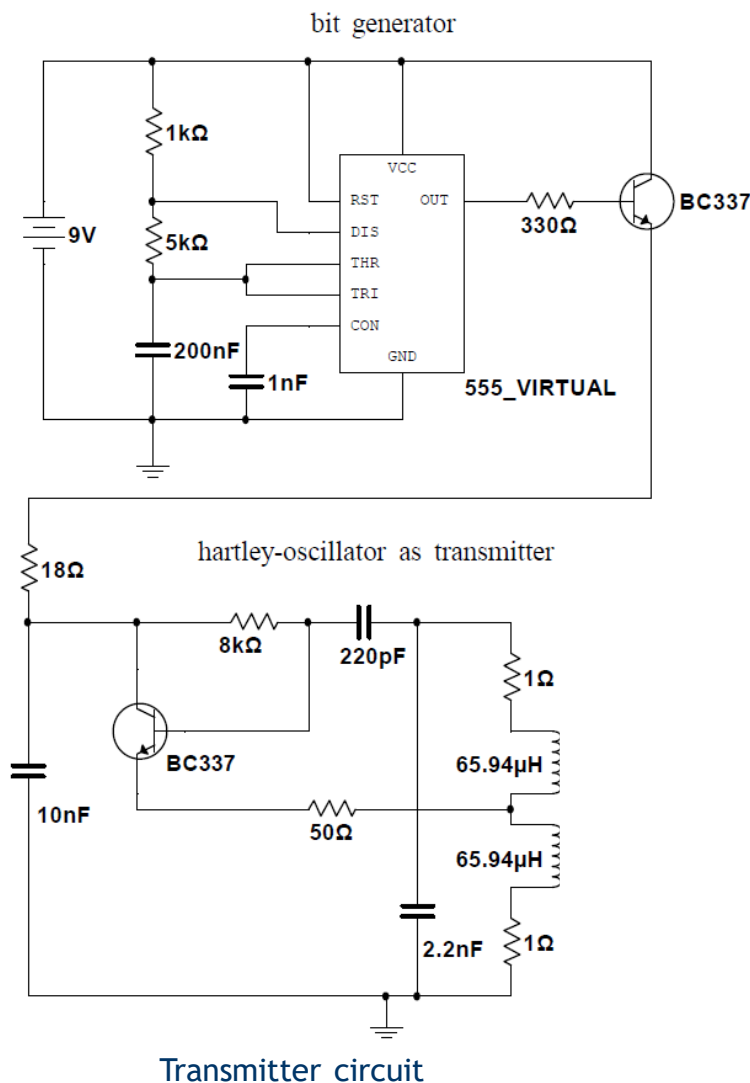 bit generator
1kΩ
VCC
RST
OUT
BC337
330Ω
DIS
9V
5kΩ
THR
TRI
CON
200nF
GND
1nF
555_VIRTUAL
hartley-oscillator as transmitter
18Ω
8kΩ
220pF
1Ω
BC337
65.94µH
10nF
50Ω
65.94µH
2.2nF
1Ω
Transmitter circuit